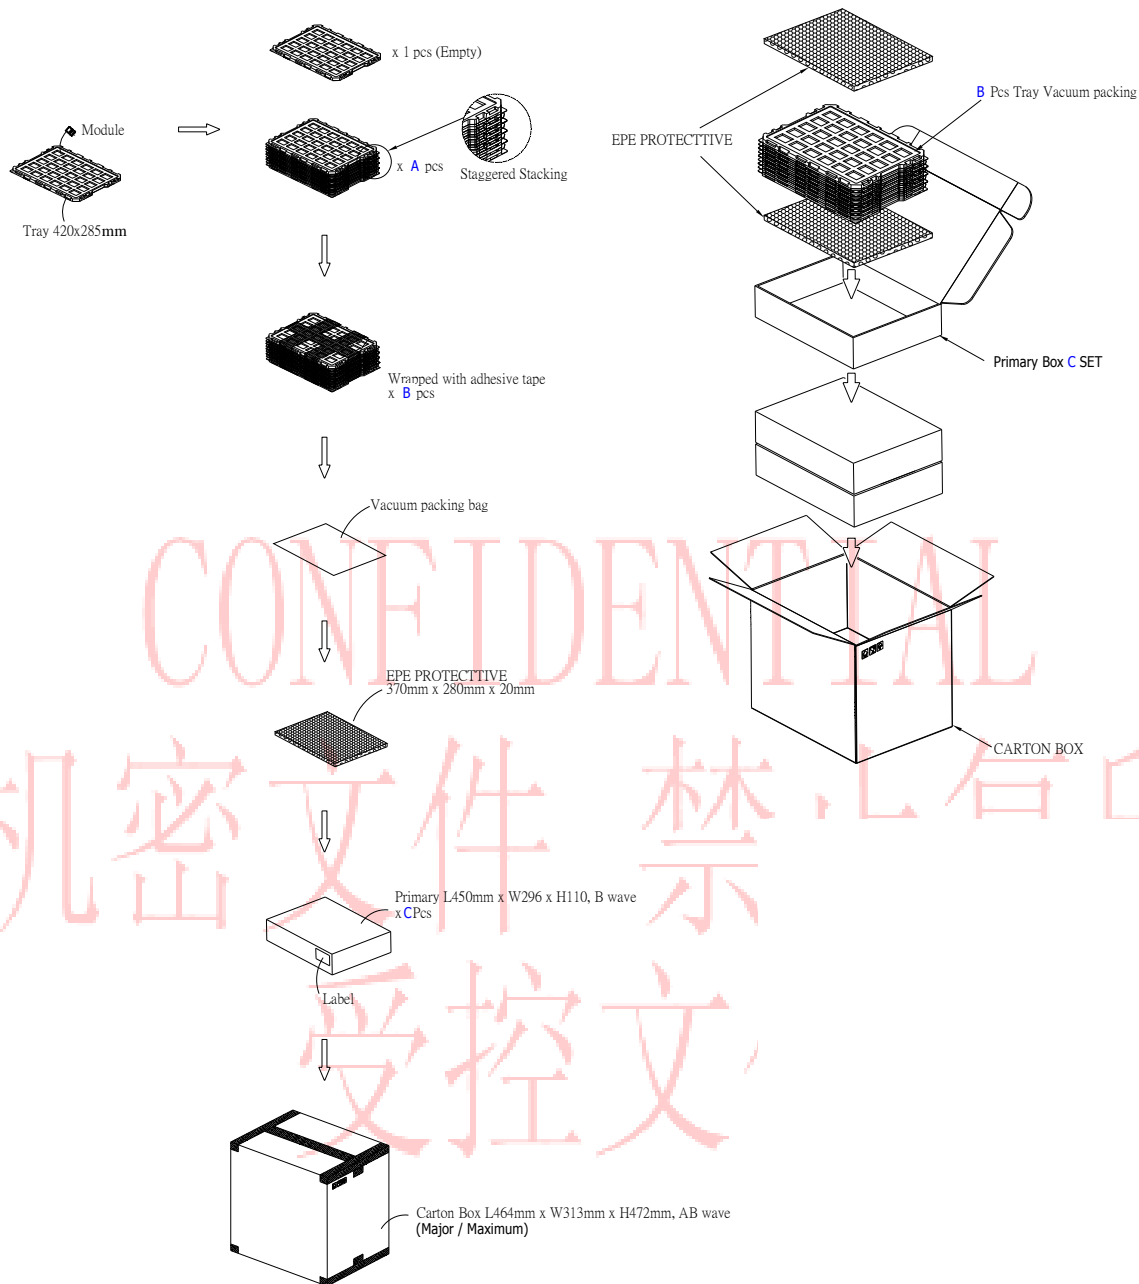 x 1 pcs (Empty)
Module
Tray 420x285mm
x A pcs
Staggered Stacking
Wrapped with adhesive tape
x B pcs
Vacuum packing bag
EPE PROTECTTIVE
370mm x 280mm x 20mm
Primary L450mm x W296 x H110, B wave
x C Pcs
Label
Carton Box L464mm x W313mm x H472mm, AB wave
(Major / Maximum)
B Pcs Tray Vacuum packing
EPE PROTECTTIVE
Primary Box C SET
CARTON BOX
CONFIDENTIAL
机密文件 禁止
受控文